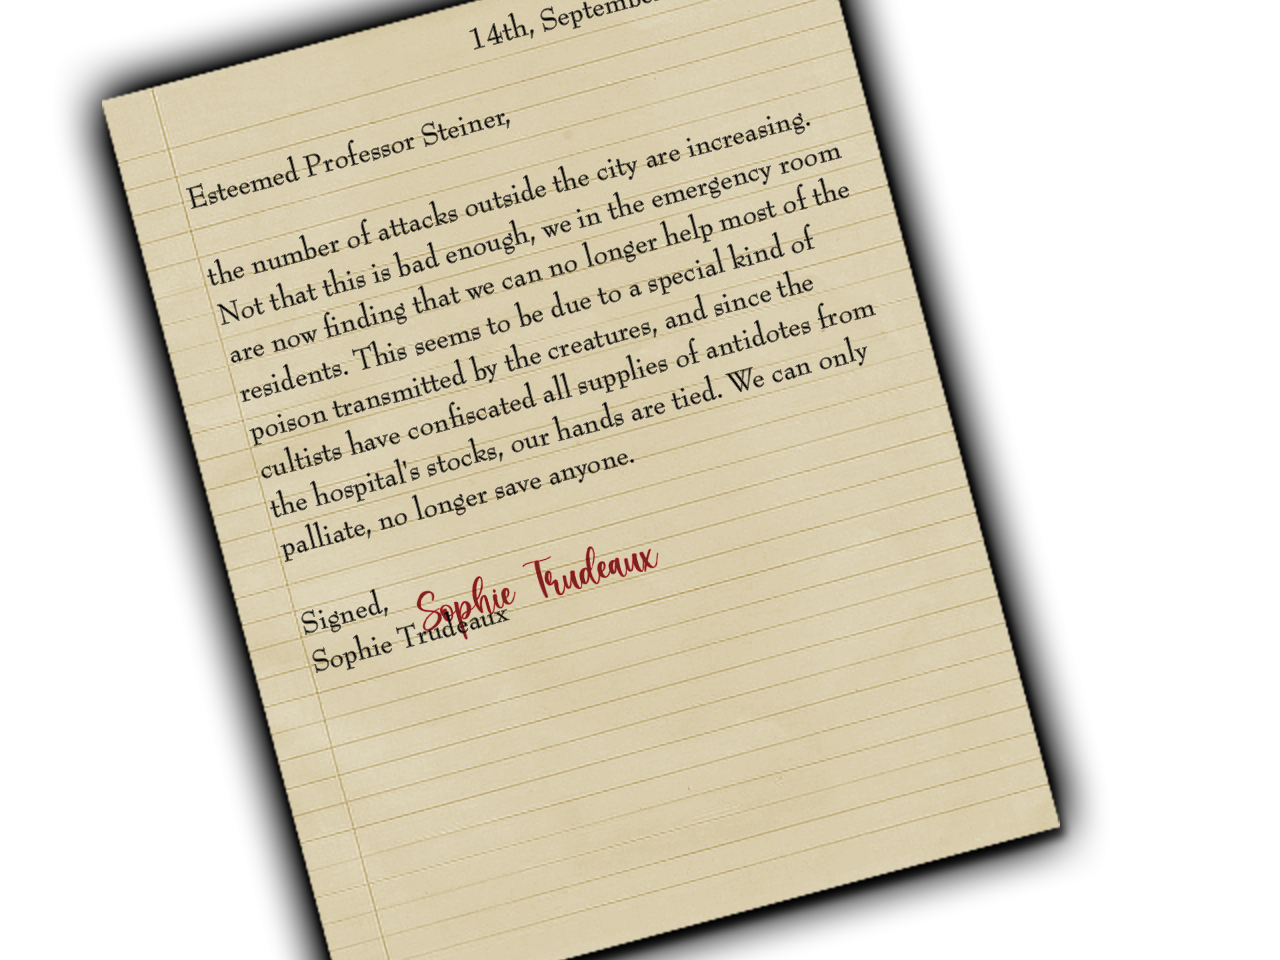 14th, September
Esteemed Professor Steiner,
the number of attacks outside the city are increasing.
Not that this is bad enough, we in the emergency room
are now finding that we can no longer help most of the
residents. This seems to be due to a special kind of
poison transmitted by the creatures, and since the
cultists have confiscated all supplies of antidotes from
the hospital's stocks, our hands are tied. We can only
palliate, no longer save anyone.
Signed,
Sophie Trudeaux
Sophie Trudeaux